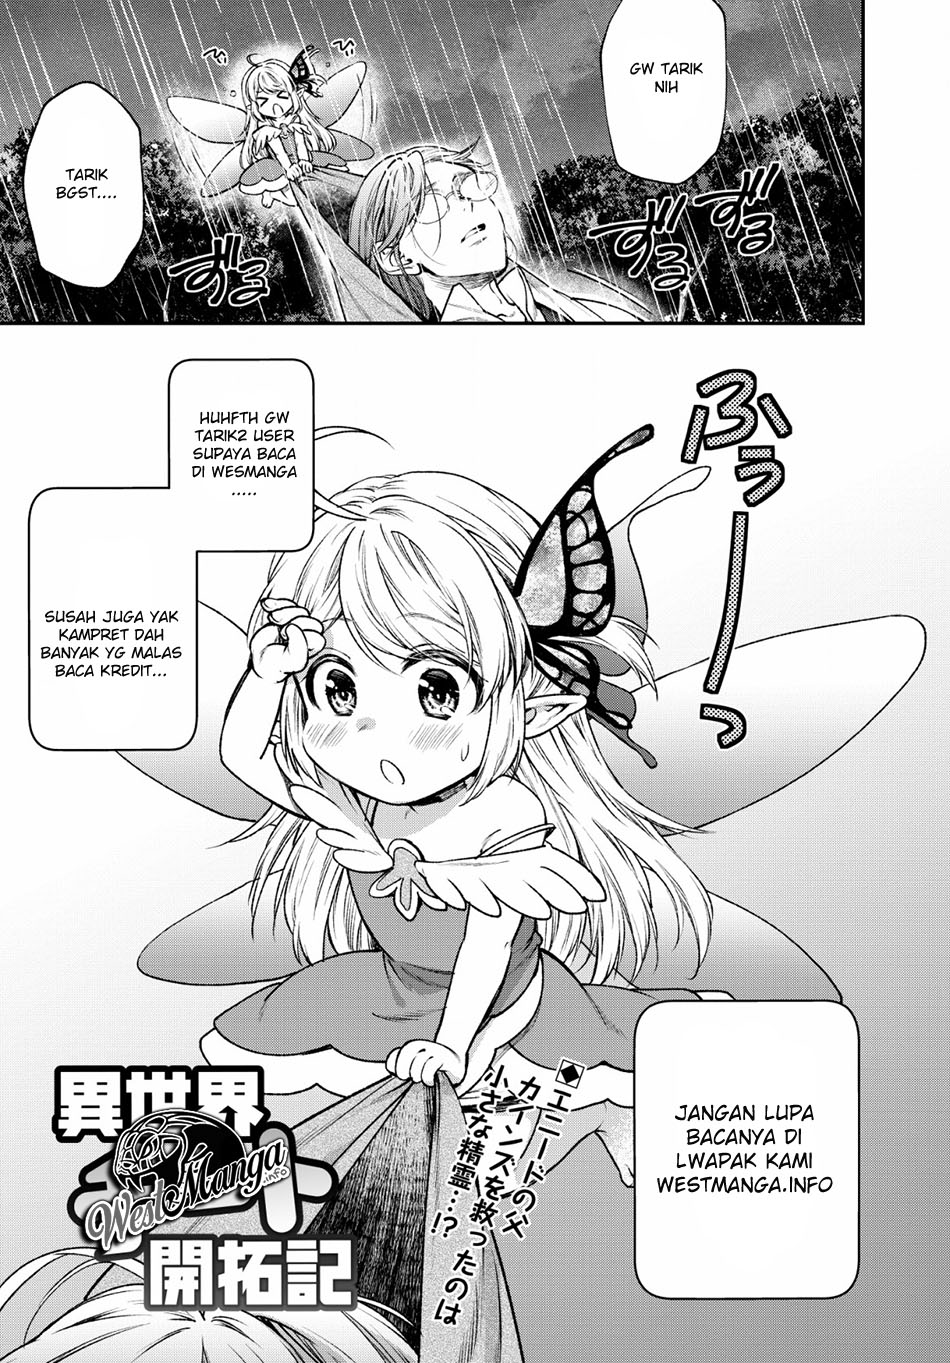 GW TARIK
NIH
TARIK
BGST....
ずる
ずる
ずる
HUHFTH GW
TARIK2 USER
SUPAYA BACA
DI WESMANGA
.....
SUSAH JUGA YAK
KAMPRET DAH
BANYAK YG MALAS
BACA KREDIT...
ふぅーっ
◆エニードの父
カインズを救ったのは
小さな精霊…!?
JANGAN LUPA
BACANYA DI
LWAPAK KAMI
WESTMANGA.INFO
異世界
WestManga
.info
開拓記